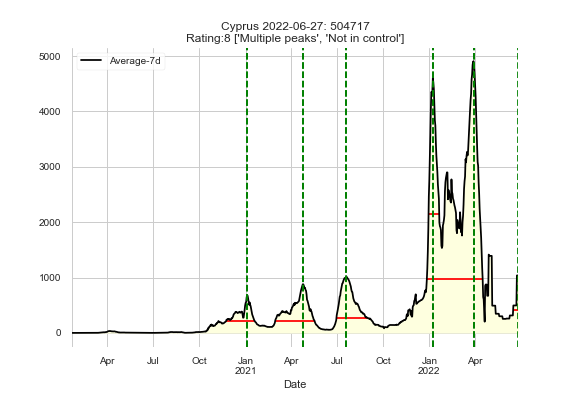 Cyprus 2022-06-27: 504717
Rating:8 ['Multiple peaks', 'Not in control']
Average-7d
5000
4000
3000
2000
1000
0
Apr Jul Oct Jan Apr Jul Oct Jan Apr
2021 2022
Date